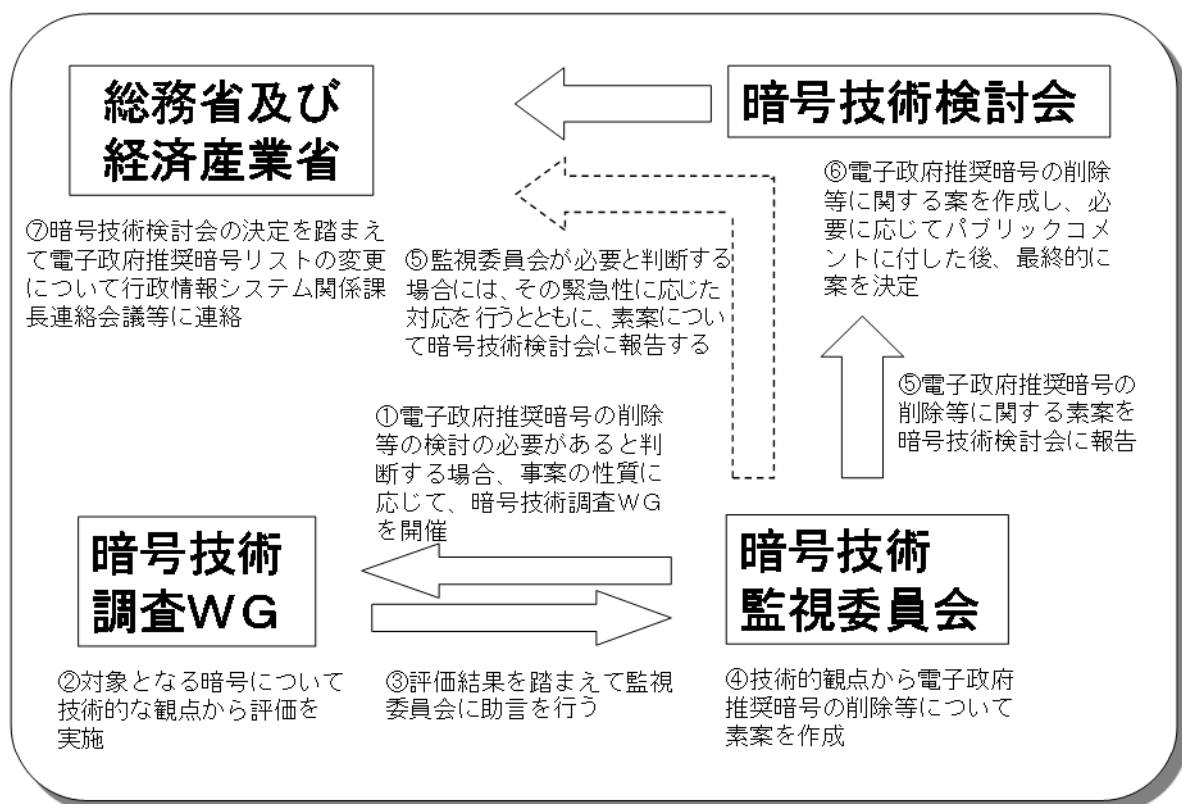 総務省及び
経済産業省
暗号技術検討会
⑦暗号技術検討会の決定を踏まえ
て電子政府推奨暗号リストの変更
について行政情報システム関係課
長連絡会議等に連絡
⑤監視委員会が必要と判断する
場合には、その緊急性に応じた
対応を行うとともに、素案につい
て暗号技術検討会に報告する
⑥電子政府推奨暗号の削除
等に関する案を作成し、必
要に応じてパブリックコメ
ントに付した後、最終的に
案を決定
⑤電子政府推奨暗号の
削除等に関する素案を
暗号技術検討会に報告
①電子政府推奨暗号の削除
等の検討の必要があると判
断する場合、事案の性質に
応じて、暗号技術調査ＷＧ
を開催
暗号技術
調査ＷＧ
暗号技術
監視委員会
②対象となる暗号について
技術的な観点から評価を
実施
③評価結果を踏まえて監視
委員会に助言を行う
④技術的観点から電子政府
推奨暗号の削除等について
素案を作成